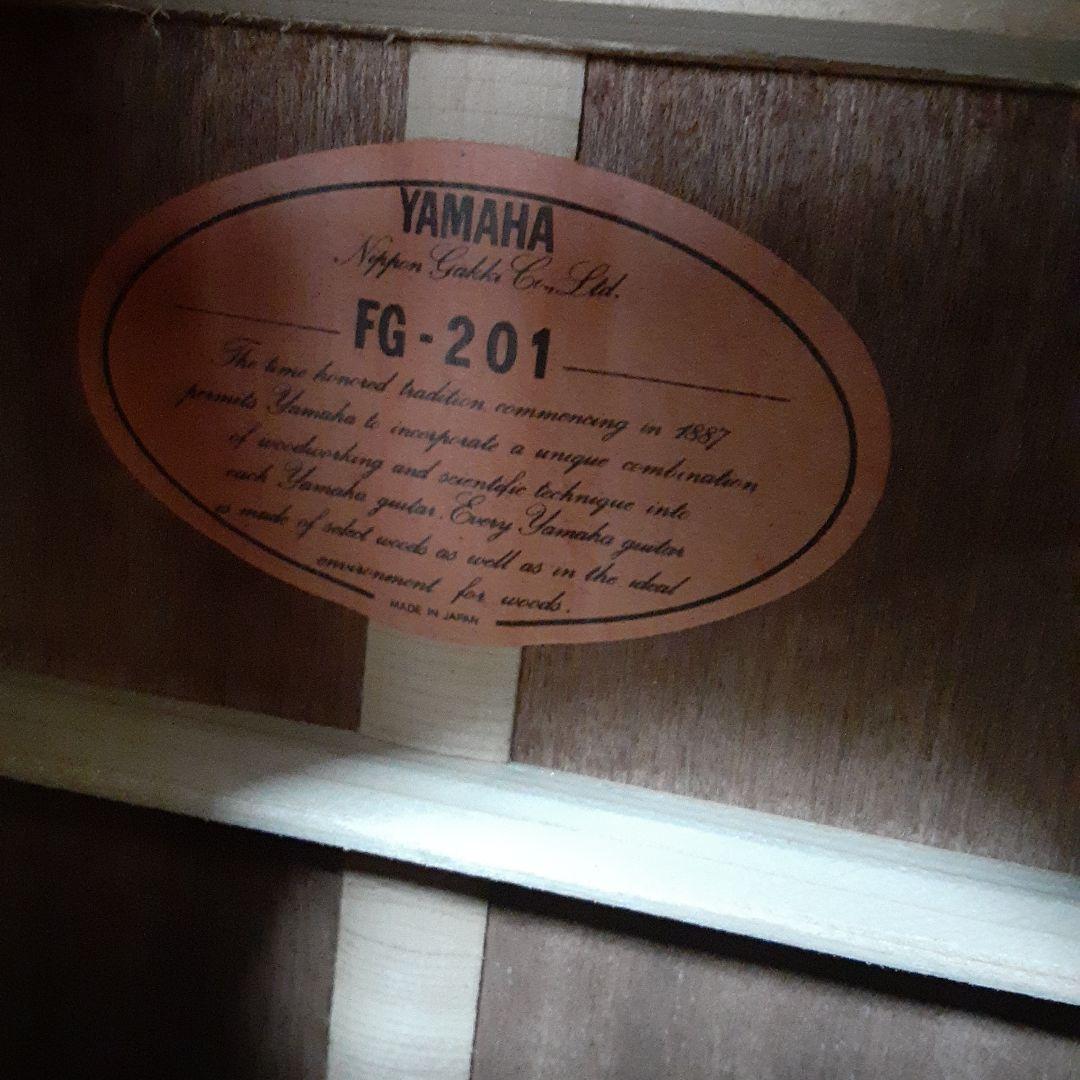 YAMAHA
Nippon Gakki Co., Ltd.
FG-201
The time honored tradition, commencing in 1887
permits Yamaha to incorporate a unique combination
of woodworking and scientific technique into
each Yamaha guitar. Every Yamaha guitar
is made of select woods as well as in the ideal
environment for woods.
MADE IN JAPAN